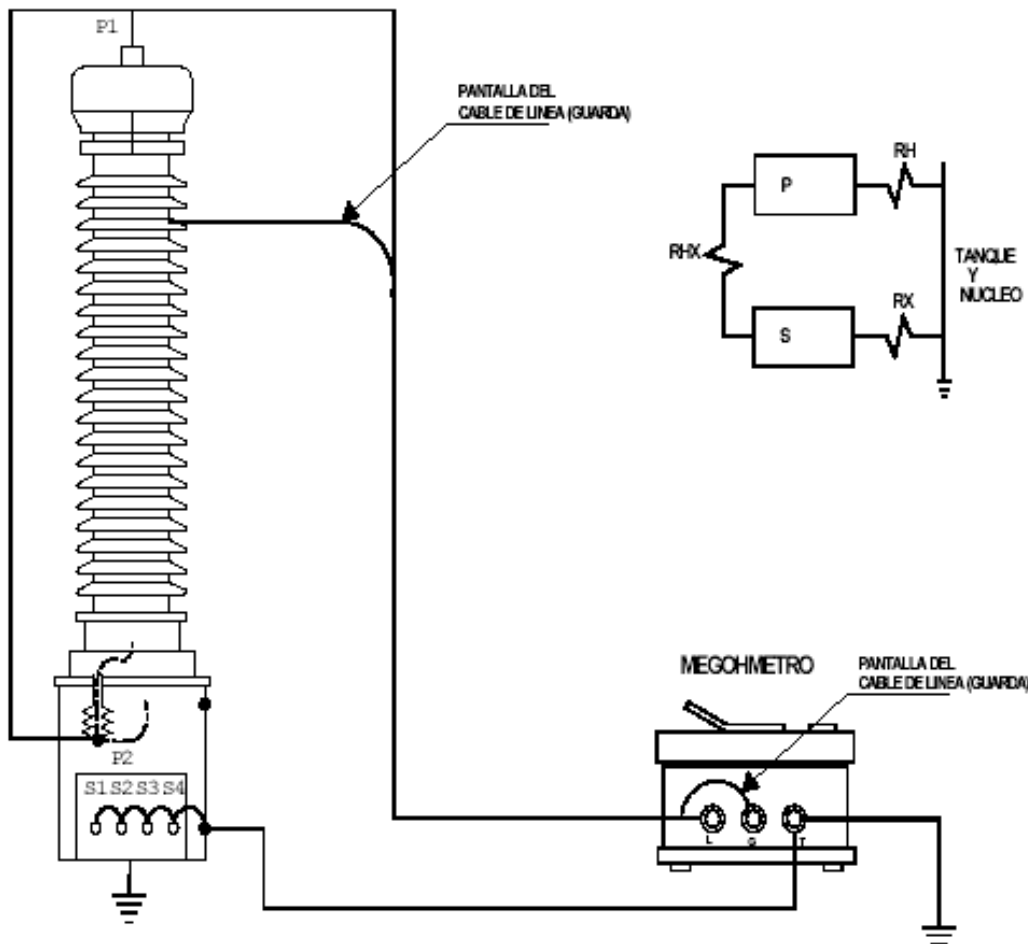 P1
PANTALLA DEL
CABLE DE LINEA (GUARDA)
RH
P
RHX
TANQUE
Y
NUCLEO
RX
S
MEGOHMETRO
PANTALLA DEL
CABLE DE LINEA (GUARDA)
P2
S1 S2 S3 S4
L G T